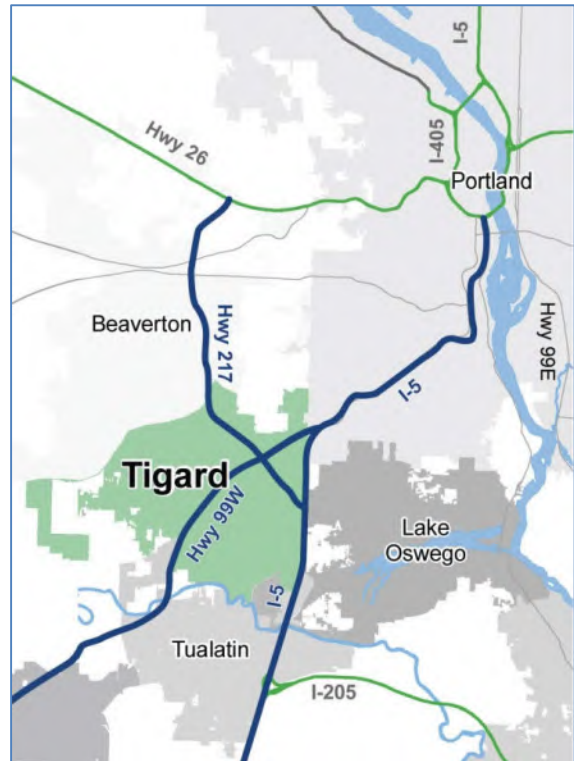 I-5
Hwy 26
I-405
Portland
Beaverton
Hwy 217
Hwy 99E
I-5
Tigard
Hwy 99W
Lake
Oswego
I-5
Tualatin
I-205